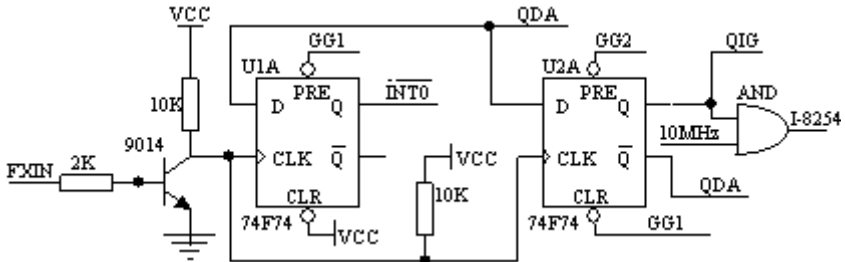 VCC
QDA
GG1
GG2
QIG
U1A
U2A
AND
PRE
PRE
D
Q
INT0
D
Q
10K
10MHz
I-8254
9014
CLK
Q
VCC
CLK
Q
FXIN
2K
10K
QDA
CLR
CLR
74F74
VCC
74F74
GG1